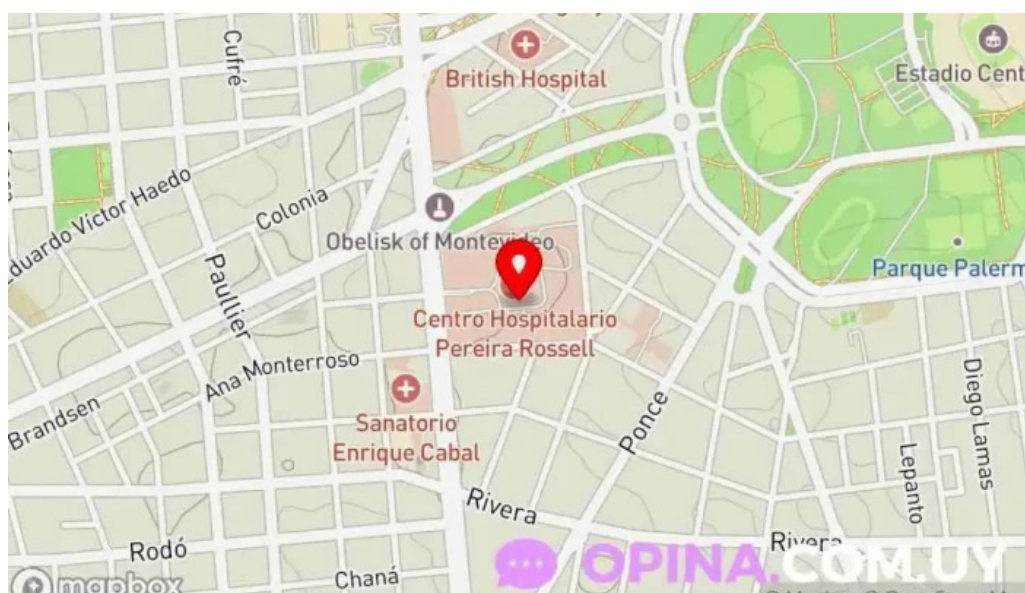 Cufré
British Hospital
Estadio Cent
Eduardo Víctor Haedo
Colonia
Obelisk of Montevideo
Paullier
Parque Palerm
Centro Hospitalario
Pereira Rossell
Ana Monterroso
Brandsen
Sanatorio
Enrique Cabal
Ponce
Diego Lamas
Lepanto
Rivera
Rodó
Rivera
Chaná
mapbox
OPINA.COM.UY